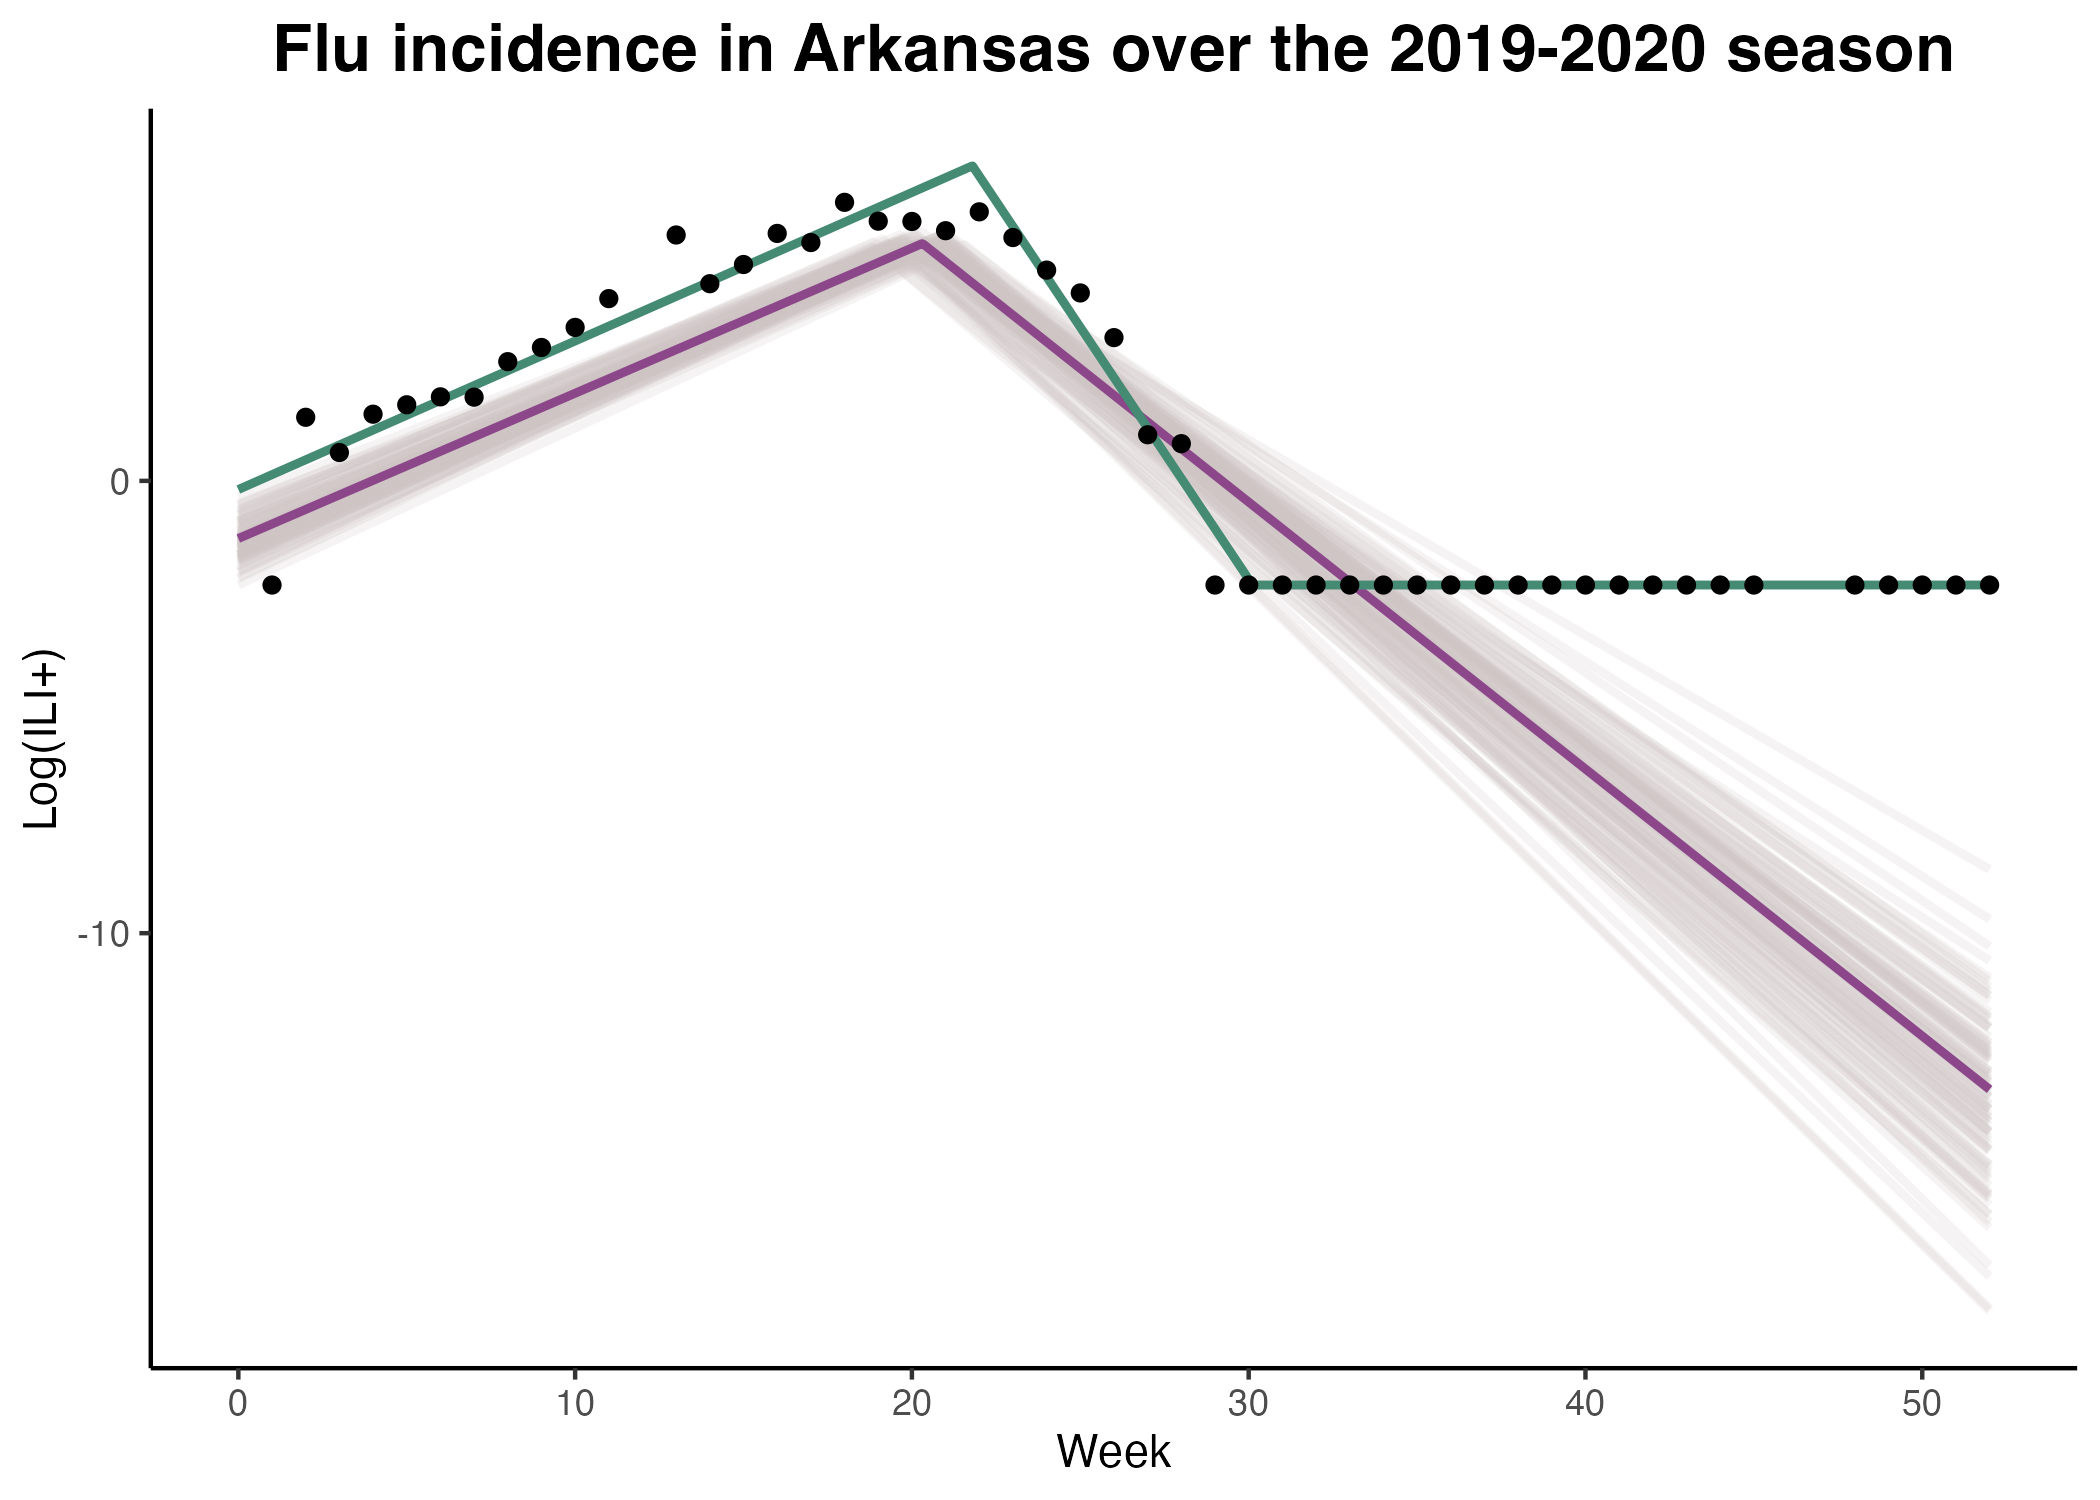 Flu incidence in Arkansas over the 2019-2020 season
Log(ILI+)
0
-10
0 10 20 30 40 50
Week